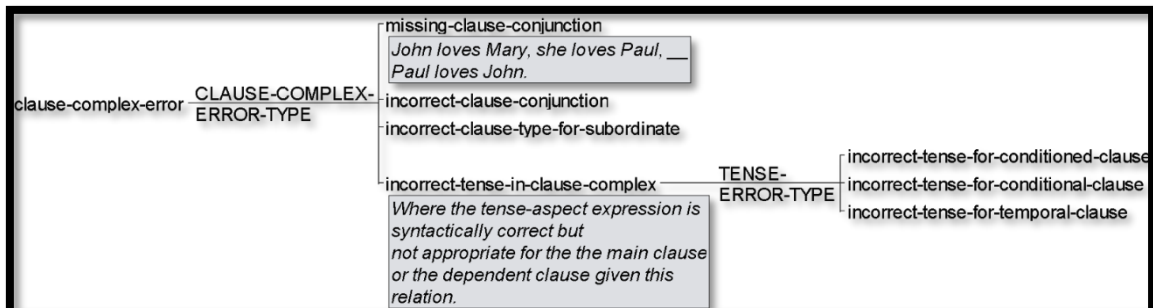 missing-clause-conjunction
John loves Mary, she loves Paul, __
Paul loves John.
clause-complex-error
CLAUSE-COMPLEX-
ERROR-TYPE
incorrect-clause-conjunction
incorrect-clause-type-for-subordinate
incorrect-tense-in-clause-complex
Where the tense-aspect expression is
syntactically correct but
not appropriate for the the main clause
or the dependent clause given this
relation.
TENSE-
ERROR-TYPE
incorrect-tense-for-conditioned-clause
incorrect-tense-for-conditional-clause
incorrect-tense-for-temporal-clause